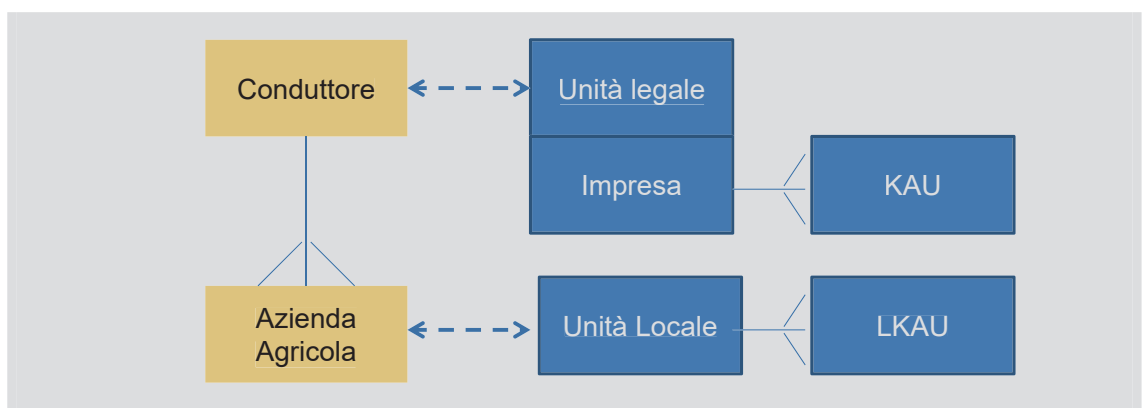 Conduttore
Unità legale
Impresa
KAU
Azienda
Agricola
Unità Locale
LKAU